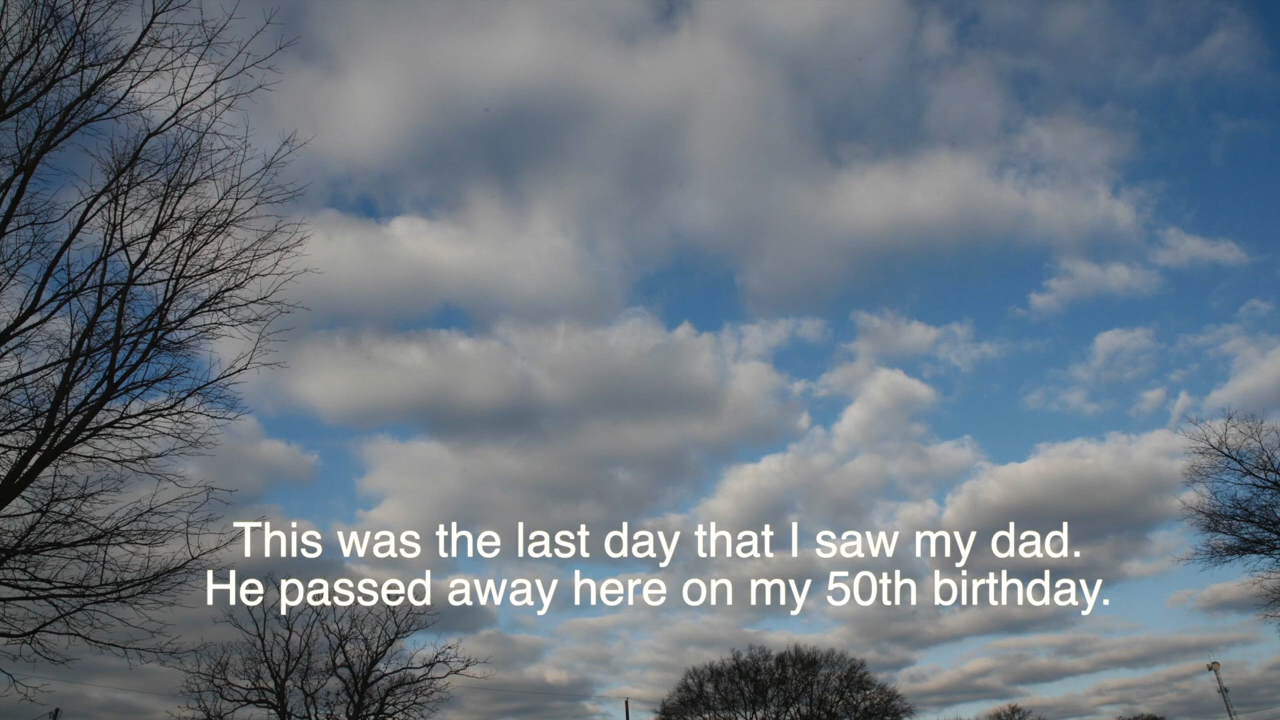 This was the last day that I saw my dad.
He passed away here on my 50th birthday.